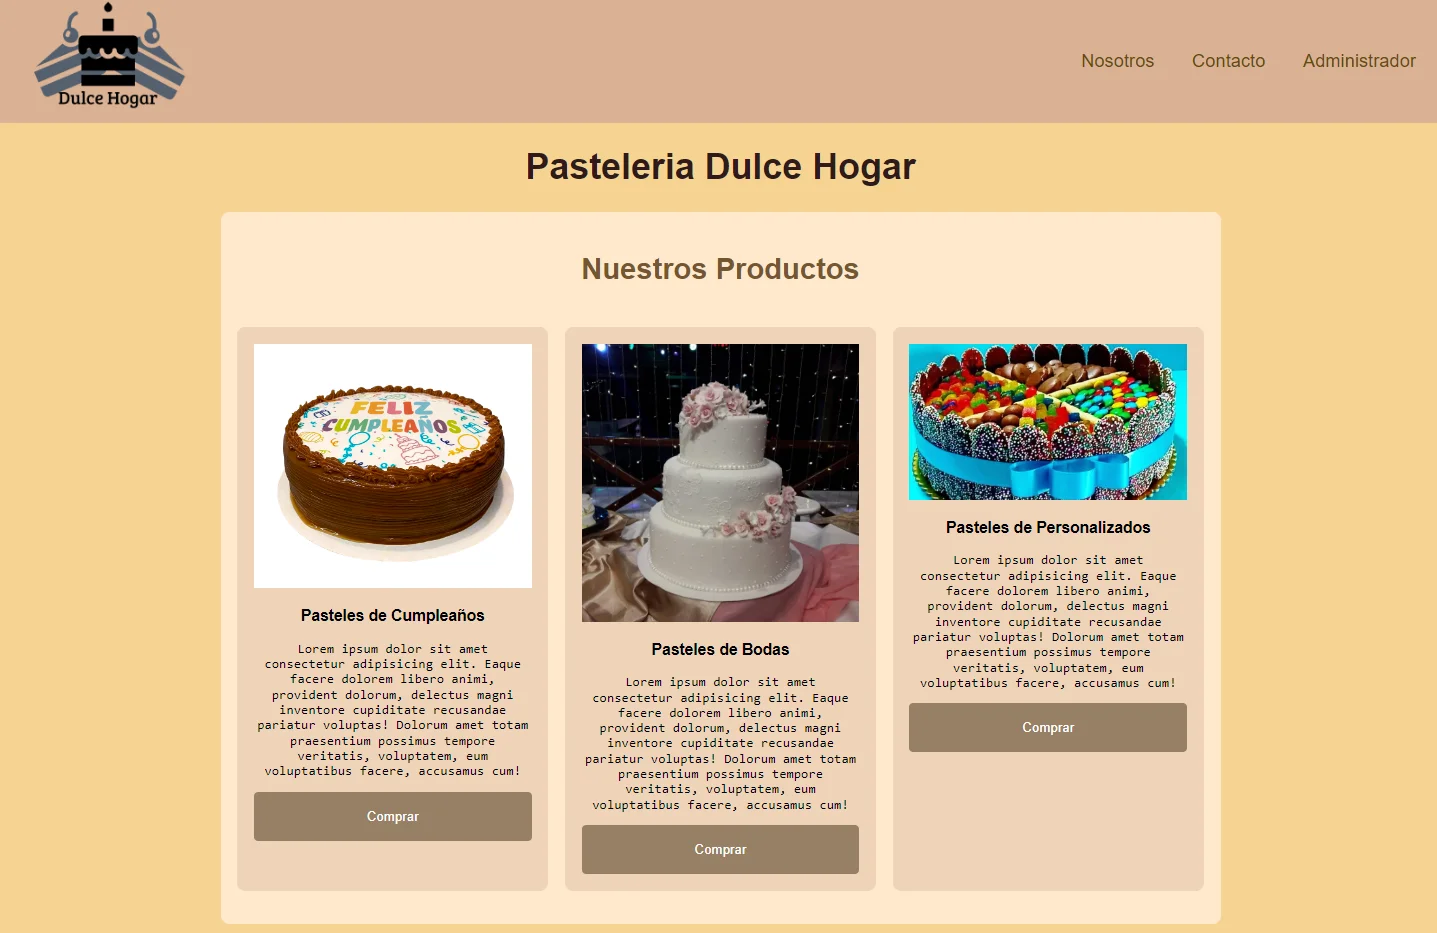 Dulce Hogar
Nosotros
Contacto
Administrador
Pasteleria Dulce Hogar
Nuestros Productos
FELIZ
CUMPLEAÑOS
Pasteles de Cumpleaños
Lorem ipsum dolor sit amet
consectetur adipisicing elit. Eaque
facere dolorem libero animi,
provident dolorum, delectus magni
inventore cupiditate recusandae
pariatur voluptas! Dolorum amet totam
praesentium possimus tempore
veritatis, voluptatem, eum
voluptatibus facere, accusamus cum!
Comprar
Pasteles de Bodas
Lorem ipsum dolor sit amet
consectetur adipisicing elit. Eaque
facere dolorem libero animi,
provident dolorum, delectus magni
inventore cupiditate recusandae
pariatur voluptas! Dolorum amet totam
praesentium possimus tempore
veritatis, voluptatem, eum
voluptatibus facere, accusamus cum!
Comprar
Pasteles de Personalizados
Lorem ipsum dolor sit amet
consectetur adipisicing elit. Eaque
facere dolorem libero animi,
provident dolorum, delectus magni
inventore cupiditate recusandae
pariatur voluptas! Dolorum amet totam
praesentium possimus tempore
veritatis, voluptatem, eum
voluptatibus facere, accusamus cum!
Comprar